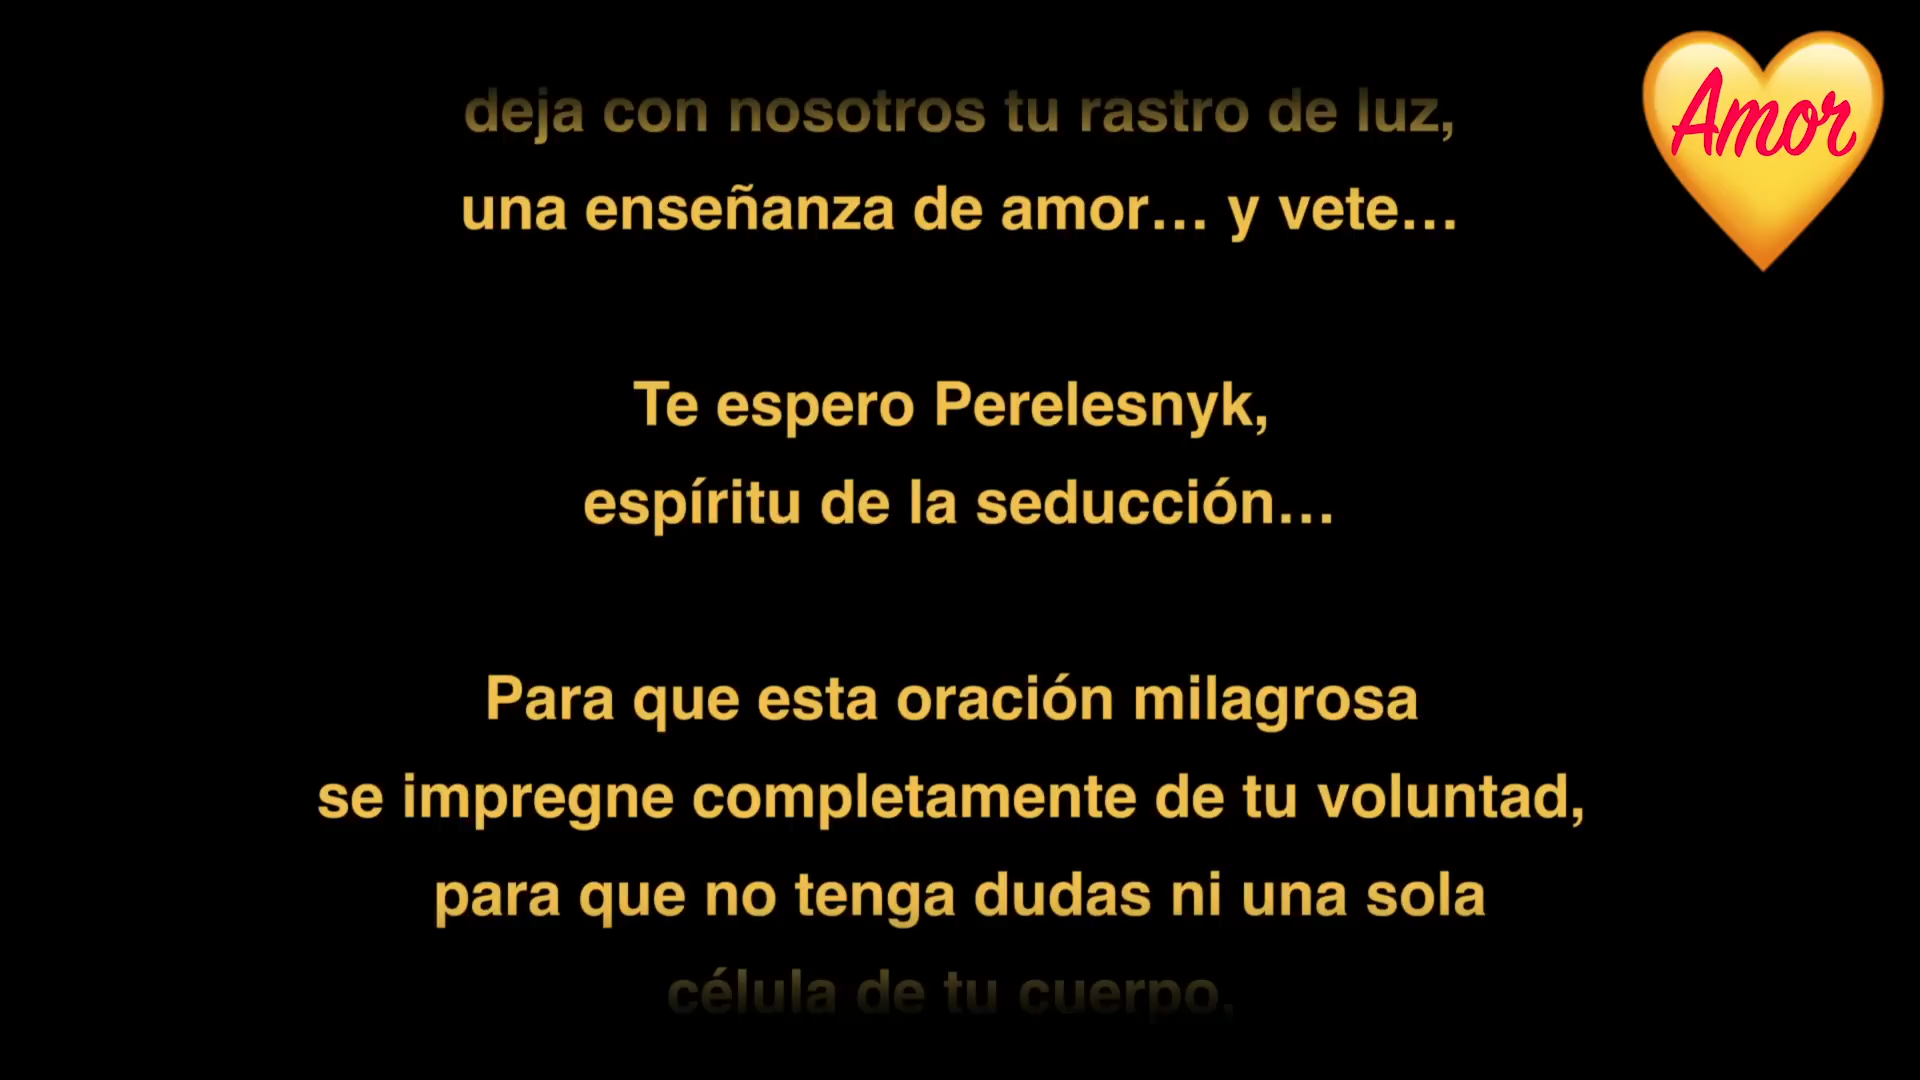 deja con nosotros tu rastro de luz,
una enseñanza de amor… y vete…
Te espero Perelesnyk,
espíritu de la seducción…
Para que esta oración milagrosa
se impregne completamente de tu voluntad,
para que no tenga dudas ni una sola
célula de tu cuerpo.
Amor